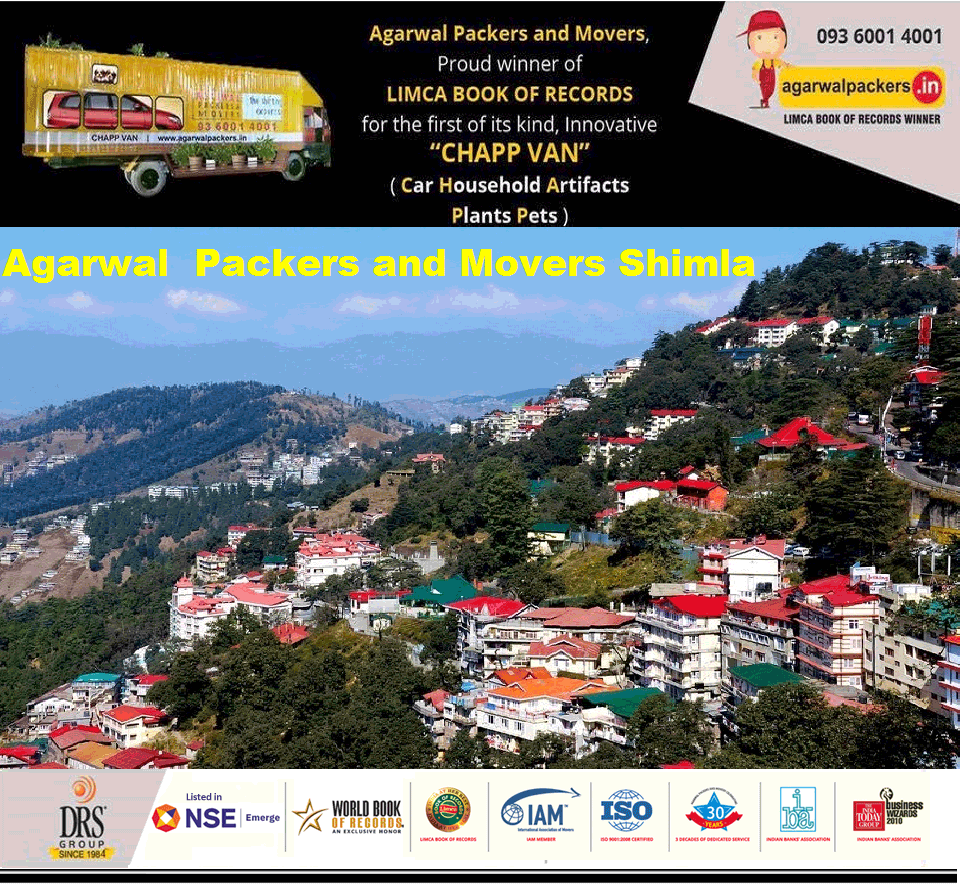 Agarwal Packers and Movers,
Proud winner of
LIMCA BOOK OF RECORDS
for the first of its kind, Innovative
“CHAPP VAN”
( Car Household Artifacts
Plants Pets )
093 6001 4001
agarwalpackers.in
LIMCA BOOK OF RECORDS WINNER
93 6001 4001
CHAPP VAN | www.agarwalpackers.in
Agarwal Packers and Movers Shimla
DRS
GROUP
SINCE 1984
Listed in
NSE Emerge
WORLD BOOK
OF RECORDS
AN EXCLUSIVE HONOR
LIMCA BOOK OF RECORDS
IAM
International Association of Movers
IAM MEMBER
ISO
ISO 9001:2008 CERTIFIED
30
YEARS
3 DECADES OF DEDICATED SERVICE
iba
INDIAN BANKS' ASSOCIATION
THE
INDIA
TODAY
GROUP
business
WIZARDS
2010
INDIAN BANKS' ASSOCIATION